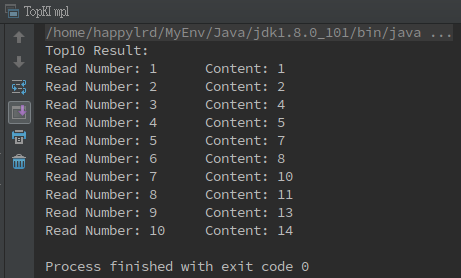 TopKImpl
/home/happylrd/MyEnv/Java/jdk1.8.0_101/bin/java ...
Top10 Result:
Read Number: 1      Content: 1
Read Number: 2      Content: 2
Read Number: 3      Content: 4
Read Number: 4      Content: 5
Read Number: 5      Content: 7
Read Number: 6      Content: 8
Read Number: 7      Content: 10
Read Number: 8      Content: 11
Read Number: 9      Content: 13
Read Number: 10     Content: 14
Process finished with exit code 0